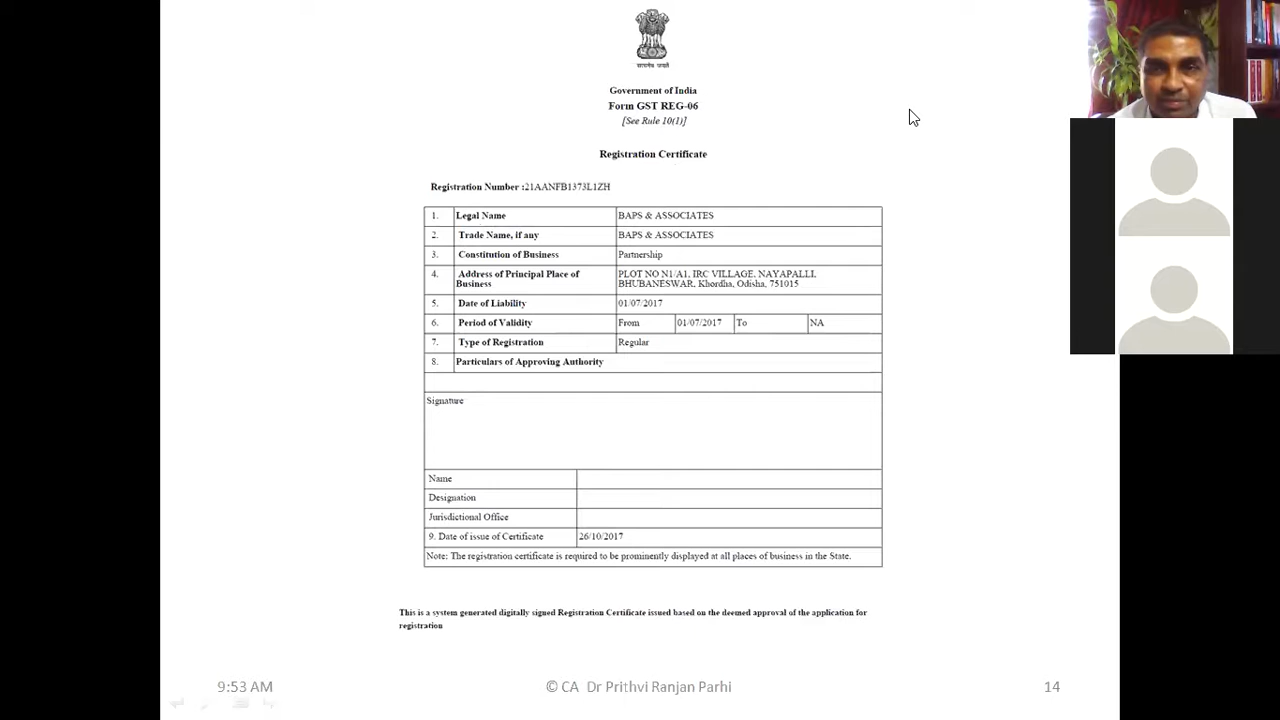 सत्यमेव जयते
Government of India
Form GST REG-06
[See Rule 10(1)]
Registration Certificate
Registration Number :21AANFB1373L1ZH
1. Legal Name BAPS & ASSOCIATES
2. Trade Name, if any BAPS & ASSOCIATES
3. Constitution of Business Partnership
4. Address of Principal Place of Business PLOT NO N1/A1, IRC VILLAGE, NAYAPALLI, BHUBANESWAR, Khordha, Odisha, 751015
5. Date of Liability 01/07/2017
6. Period of Validity From 01/07/2017 To NA
7. Type of Registration Regular
8. Particulars of Approving Authority
Signature
Name
Designation
Jurisdictional Office
9. Date of issue of Certificate 26/10/2017
Note: The registration certificate is required to be prominently displayed at all places of business in the State.
This is a system generated digitally signed Registration Certificate issued based on the deemed approval of the application for
registration
9:53 AM © CA Dr Prithvi Ranjan Parhi 14